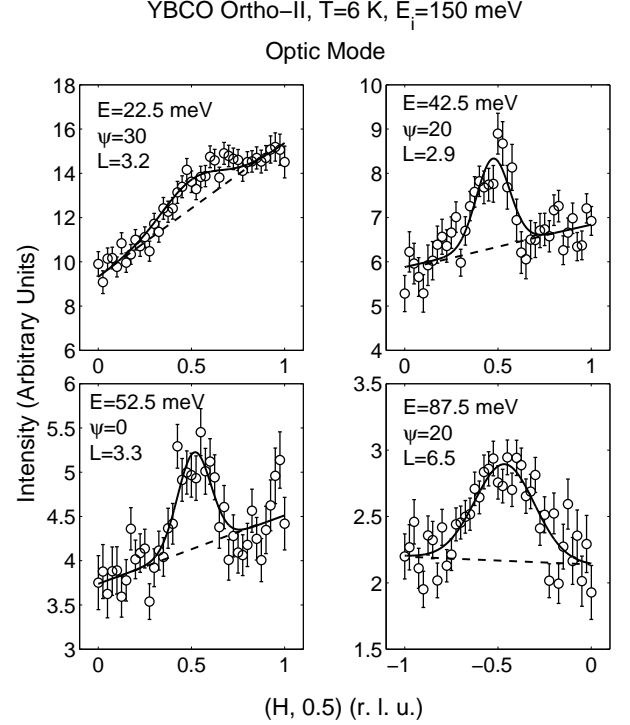 YBCO Ortho-II, T=6 K, E_i=150 meV
Optic Mode
Intensity (Arbitrary Units)
18
16
14
12
10
8
6
E=22.5 meV
ψ=30
L=3.2
0
0.5
1
10
9
8
7
6
5
4
E=42.5 meV
ψ=20
L=2.9
0
0.5
1
6
5.5
5
4.5
4
3.5
3
E=52.5 meV
ψ=0
L=3.3
0
0.5
1
3.5
3
2.5
2
1.5
E=87.5 meV
ψ=20
L=6.5
−1
−0.5
0
(H, 0.5) (r. l. u.)